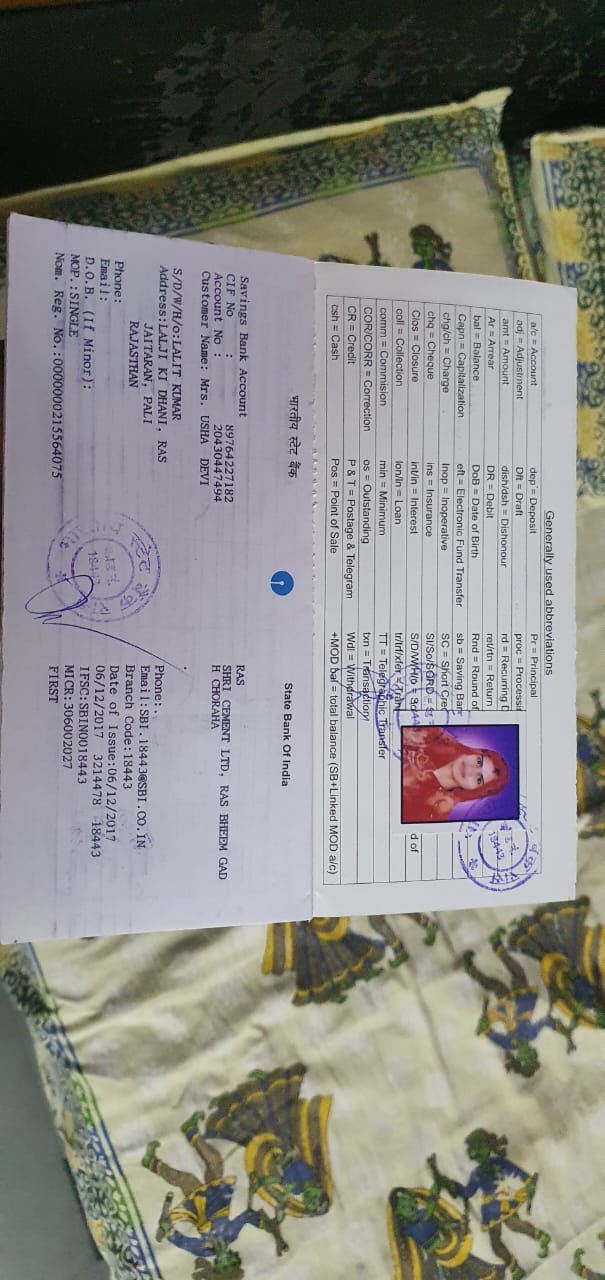 Generally used abbreviations
a/c = Account dep = Deposit Pr = Principal
adj = Adjustment Dft = Draft proc = Processi
amt = Amount dish/dsh = Dishonour rd = Recurring D
Ar = Arrear DR = Debit ret/rtn = Return
bal = Balance DoB = Date of Birth Rnd = Round of
Capn = Capitalization eft = Electronic Fund Transfer sb = Saving Ban
chg/ch = Charge Inop = Inoperative SC = Short Cre
chq = Cheque ins = Insurance SI/So/SORD =
Clos = Closure int/in = Interest S/D/W/H/o = d of
coll = Collection lon/ln = Loan tr/trf/xfer = Tran
comm = Commision min = Minimum TT = Telegraphic Transfer
COR/CORR = Correction os = Outstanding txn = Transaction
CR = Credit P & T = Postage & Telegram Wdl = Withdrawal
csh = Cash Pos = Point of Sale +MOD bal = total balance (SB+Linked MOD a/c)
18443
भारतीय स्टेट बैंक State Bank Of India
Savings Bank Account
CIF No : 89764227182
Account No : 20430447494
Customer Name: Mrs. USHA DEVI
S/D/W/H/o:LALIT KUMAR
Address:LALJI KI DHANI, RAS
JAITARAN, PALI
RAJASTHAN
Phone:
Email:
D.O.B. (If Minor):
MOP.:SINGLE
Nom. Reg. No.:0000000215564075
RAS
SHRI CEMENT LTD, RAS BHEEM GAD
H CHORAHA
Phone:.
Email:SBI.18443@SBI.CO.IN
Branch Code:18443
Date of Issue:06/12/2017
06/12/2017 3214478 18443
IFSC:SBIN0018443
MICR:306002027
FIRST
स्टेट बैंक
18443